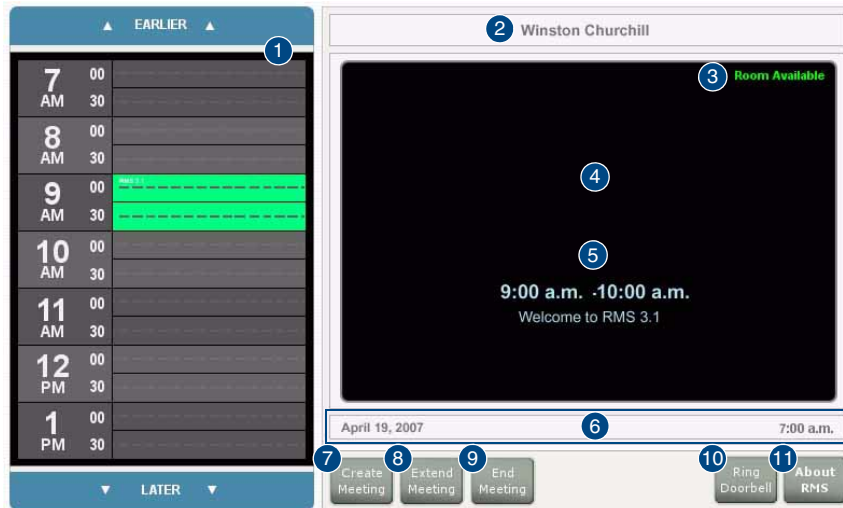 ▲ EARLIER ▲
1
7 AM 00
30
8 AM 00
30
9 AM 00 RMS 3.1
30
10 AM 00
30
11 AM 00
30
12 PM 00
30
1 PM 00
30
▼ LATER ▼
2 Winston Churchill
3 Room Available
4
5
9:00 a.m. -10:00 a.m.
Welcome to RMS 3.1
April 19, 2007 6 7:00 a.m.
7 Create Meeting
8 Extend Meeting
9 End Meeting
10 Ring Doorbell
11 About RMS